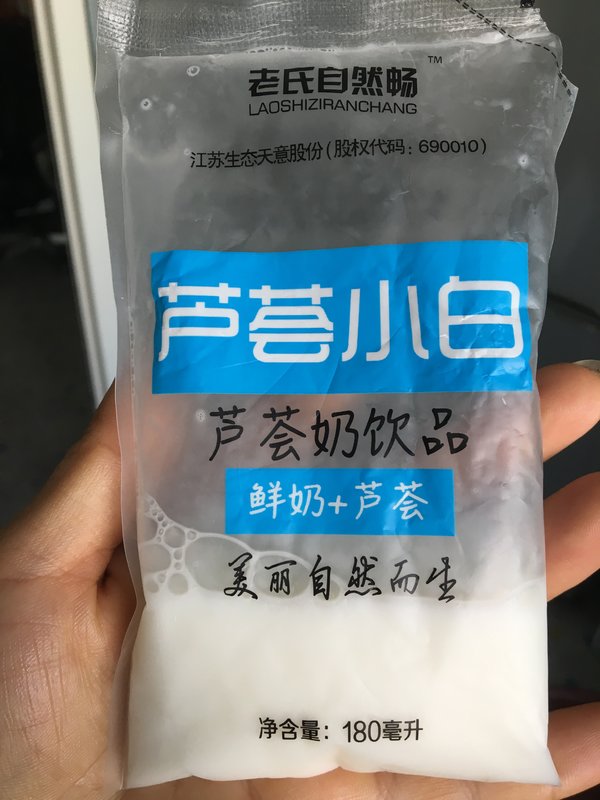 老氏自然畅™
LAOSHIZIRANCHANG
江苏生态天意股份(股权代码:690010)
芦荟小白
芦荟奶饮品
鲜奶+芦荟
美丽自然而生
净含量:180毫升